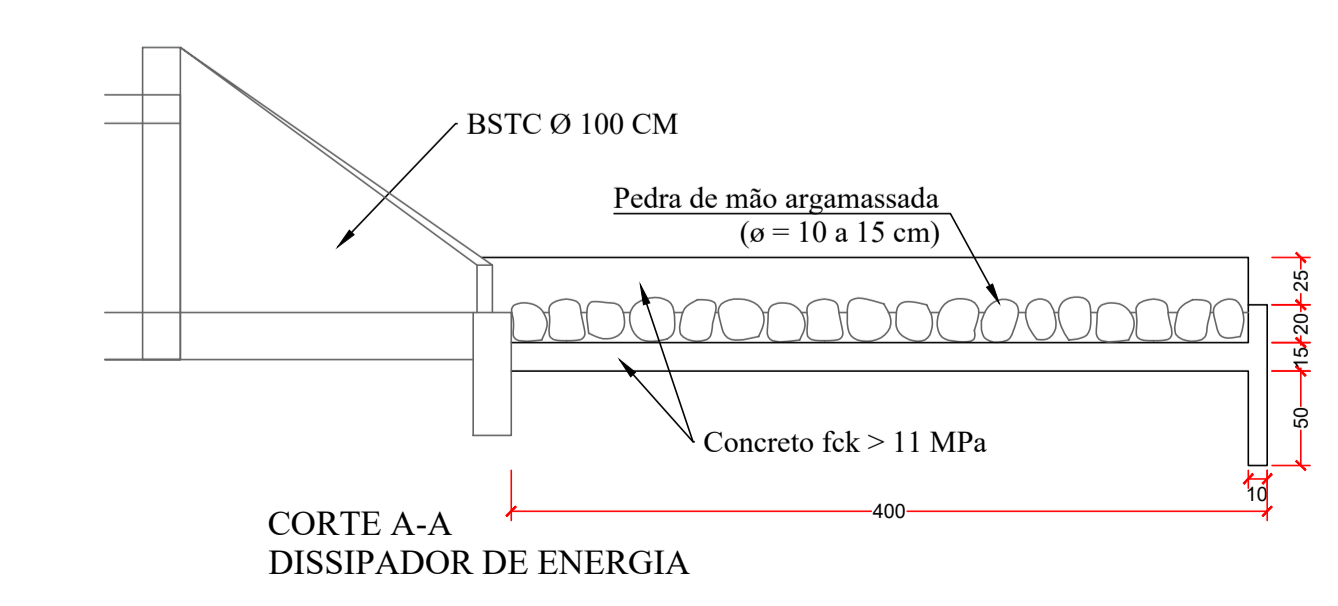 BSTC Ø 100 CM
Pedra de mão argamassada
(ø = 10 a 15 cm)
25
20
15
50
Concreto fck > 11 MPa
10
400
CORTE A-A
DISSIPADOR DE ENERGIA